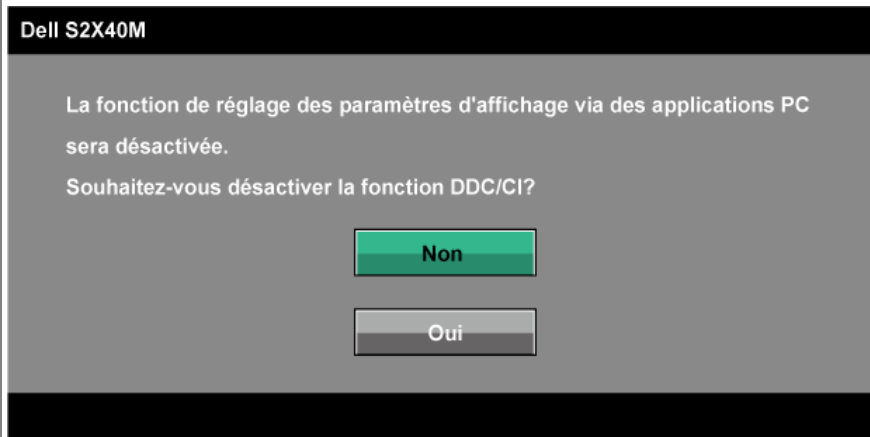 Dell S2X40M
La fonction de réglage des paramètres d'affichage via des applications PC
sera désactivée.
Souhaitez-vous désactiver la fonction DDC/CI?
Non
Oui